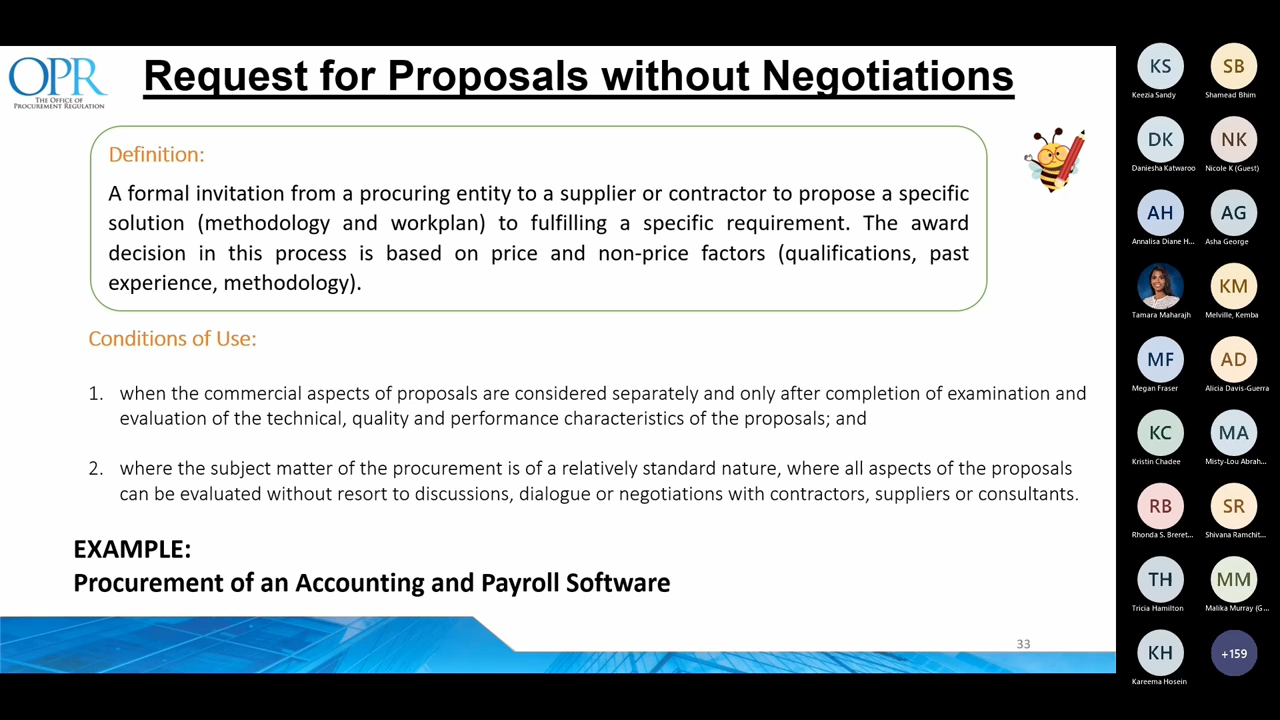 OPR
THE OFFICE OF
PROCUREMENT REGULATION
Request for Proposals without Negotiations
Definition:
A formal invitation from a procuring entity to a supplier or contractor to propose a specific
solution (methodology and workplan) to fulfilling a specific requirement. The award
decision in this process is based on price and non-price factors (qualifications, past
experience, methodology).
Conditions of Use:
1. when the commercial aspects of proposals are considered separately and only after completion of examination and
evaluation of the technical, quality and performance characteristics of the proposals; and
2. where the subject matter of the procurement is of a relatively standard nature, where all aspects of the proposals
can be evaluated without resort to discussions, dialogue or negotiations with contractors, suppliers or consultants.
EXAMPLE:
Procurement of an Accounting and Payroll Software
33
KS SB
Keezia Sandy Shamead Bhim
DK NK
Daniesha Katwaroo Nicole K (Guest)
AH AG
Annalisa Diane H... Asha George
KM
Tamara Maharajh Melville, Kemba
MF AD
Megan Fraser Alicia Davis-Guerra
KC MA
Kristin Chadee Misty-Lou Abrah...
RB SR
Rhonda S. Breret... Shivana Ramchit...
TH MM
Tricia Hamilton Malika Murray (G...
KH +159
Kareema Hosein